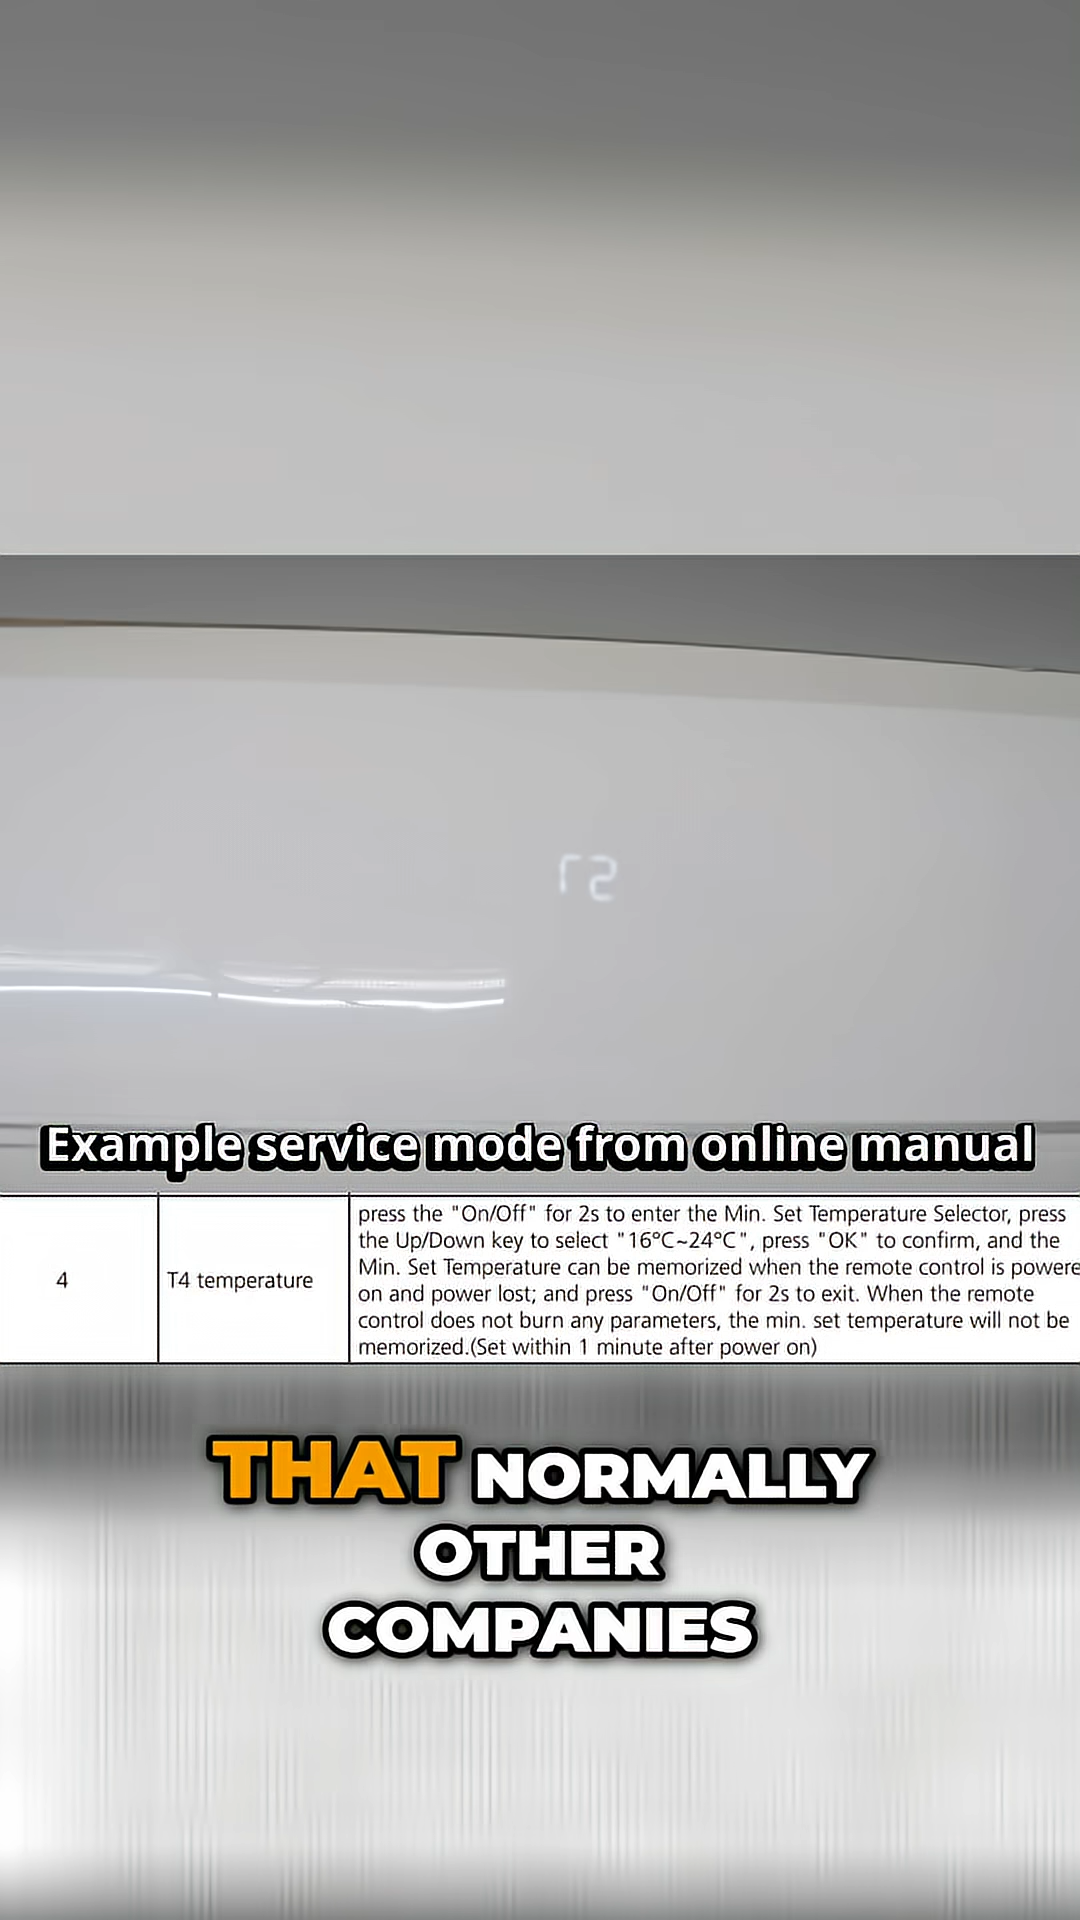 Example service mode from online manual
4
T4 temperature
press the "On/Off" for 2s to enter the Min. Set Temperature Selector, press
the Up/Down key to select "16°C~24°C", press "OK" to confirm, and the
Min. Set Temperature can be memorized when the remote control is powere
on and power lost; and press "On/Off" for 2s to exit. When the remote
control does not burn any parameters, the min. set temperature will not be
memorized.(Set within 1 minute after power on)
THAT NORMALLY
OTHER
COMPANIES